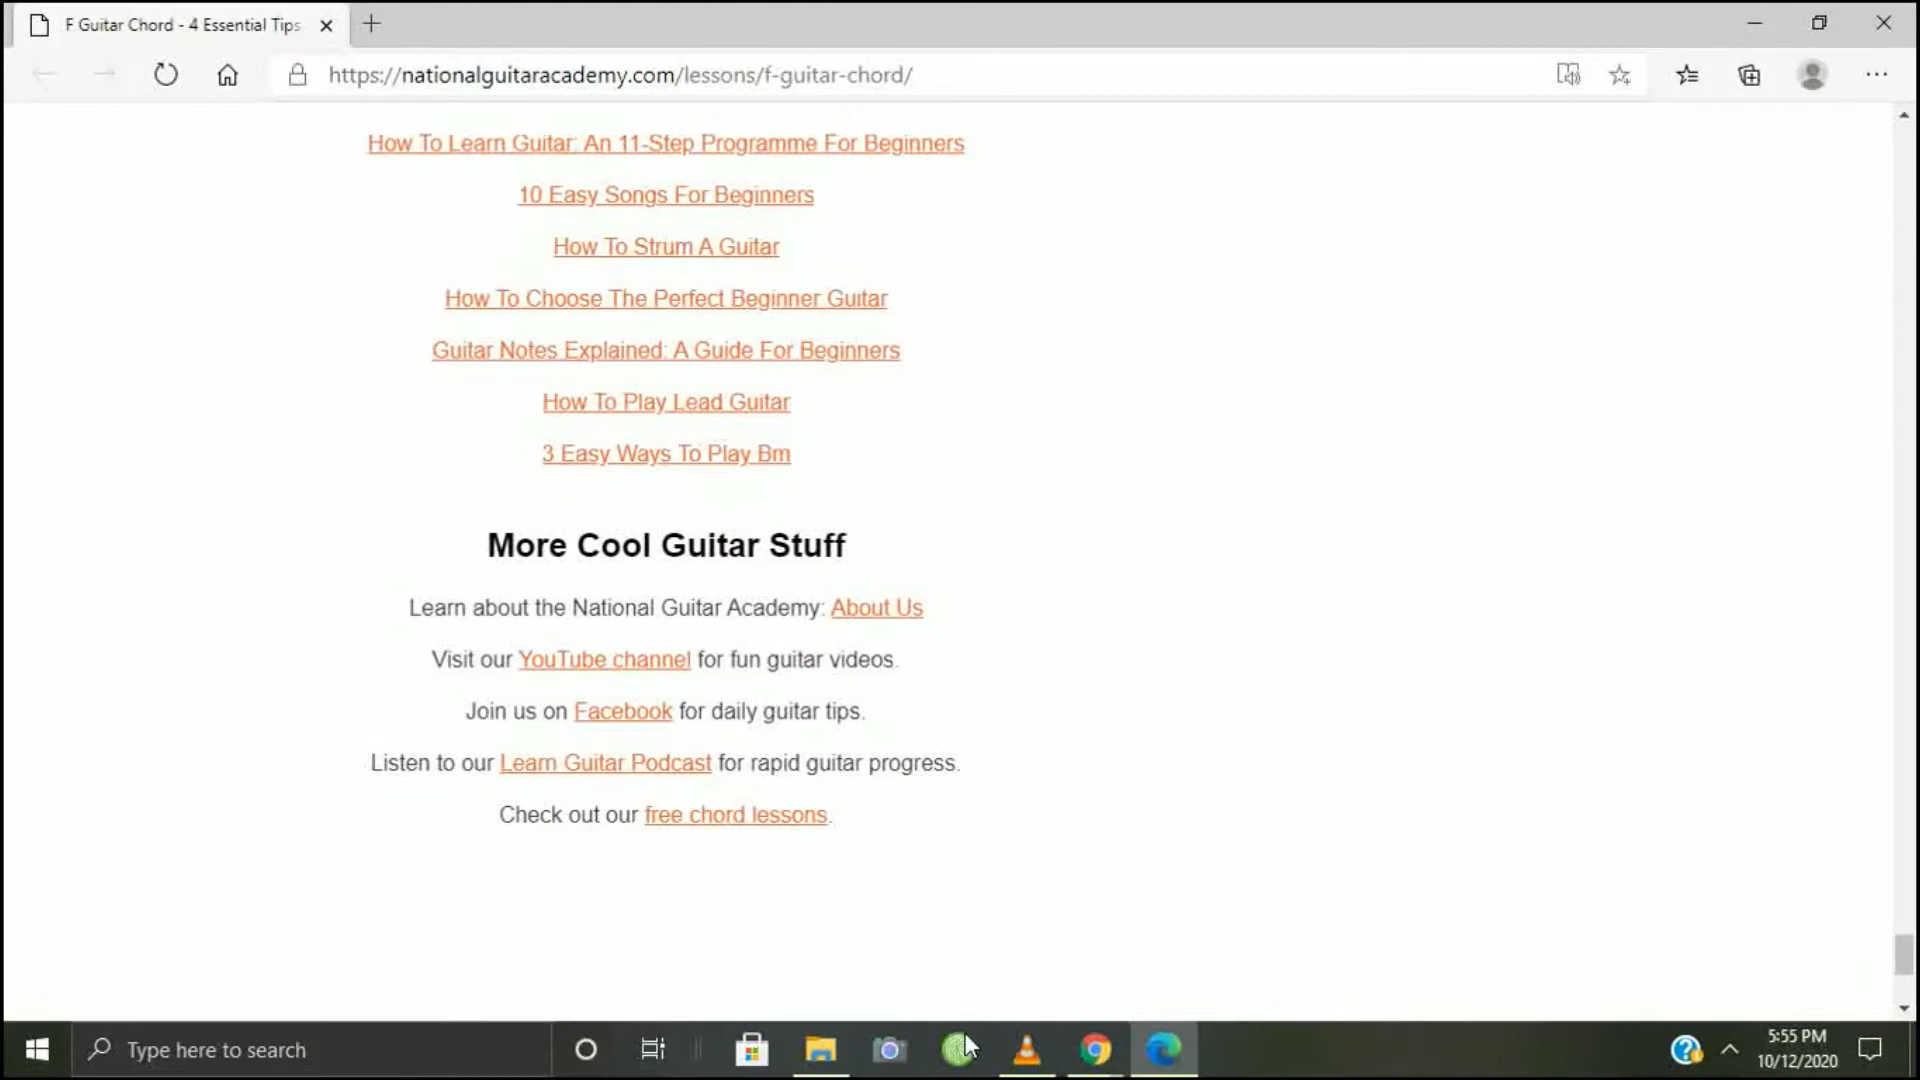 F Guitar Chord - 4 Essential Tips
https://nationalguitaracademy.com/lessons/f-guitar-chord/
How To Learn Guitar: An 11-Step Programme For Beginners
10 Easy Songs For Beginners
How To Strum A Guitar
How To Choose The Perfect Beginner Guitar
Guitar Notes Explained: A Guide For Beginners
How To Play Lead Guitar
3 Easy Ways To Play Bm
More Cool Guitar Stuff
Learn about the National Guitar Academy: About Us
Visit our YouTube channel for fun guitar videos.
Join us on Facebook for daily guitar tips.
Listen to our Learn Guitar Podcast for rapid guitar progress.
Check out our free chord lessons.
Type here to search
5:55 PM
10/12/2020